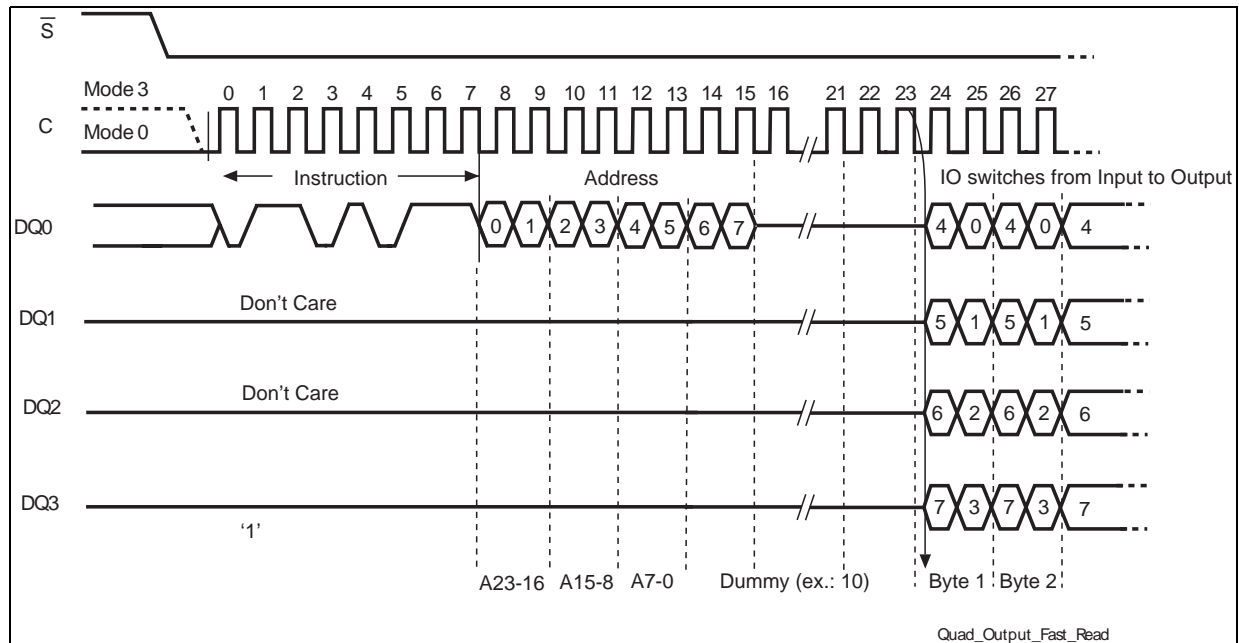 S
Mode 3
0 1 2 3 4 5 6 7 8 9 10 11 12 13 14 15 16 21 22 23 24 25 26 27
C
Mode 0
Instruction
Address
IO switches from Input to Output
DQ0
0 1 2 3 4 5 6 7 4 0 4 0 4
Don't Care
DQ1
5 1 5 1 5
Don't Care
DQ2
6 2 6 2 6
DQ3
7 3 7 3 7
‘1’
A23-16 A15-8 A7-0 Dummy (ex.: 10) Byte 1 Byte 2
Quad_Output_Fast_Read